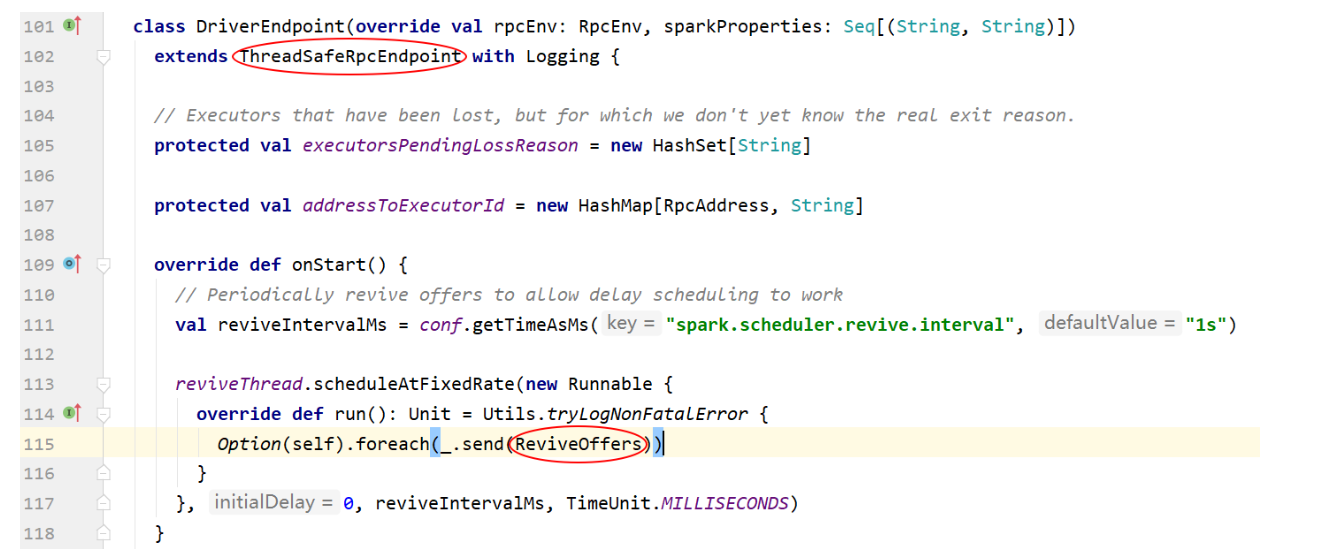 101 class DriverEndpoint(override val rpcEnv: RpcEnv, sparkProperties: Seq[(String, String)])
102 extends ThreadSafeRpcEndpoint with Logging {
103
104 // Executors that have been lost, but for which we don't yet know the real exit reason.
105 protected val executorsPendingLossReason = new HashSet[String]
106
107 protected val addressToExecutorId = new HashMap[RpcAddress, String]
108
109 override def onStart() {
110 // Periodically revive offers to allow delay scheduling to work
111 val reviveIntervalMs = conf.getTimeAsMs( key = "spark.scheduler.revive.interval", defaultValue = "1s")
112
113 reviveThread.scheduleAtFixedRate(new Runnable {
114 override def run(): Unit = Utils.tryLogNonFatalError {
115 Option(self).foreach(_.send(ReviveOffers))
116 }
117 }, initialDelay = 0, reviveIntervalMs, TimeUnit.MILLISECONDS)
118 }